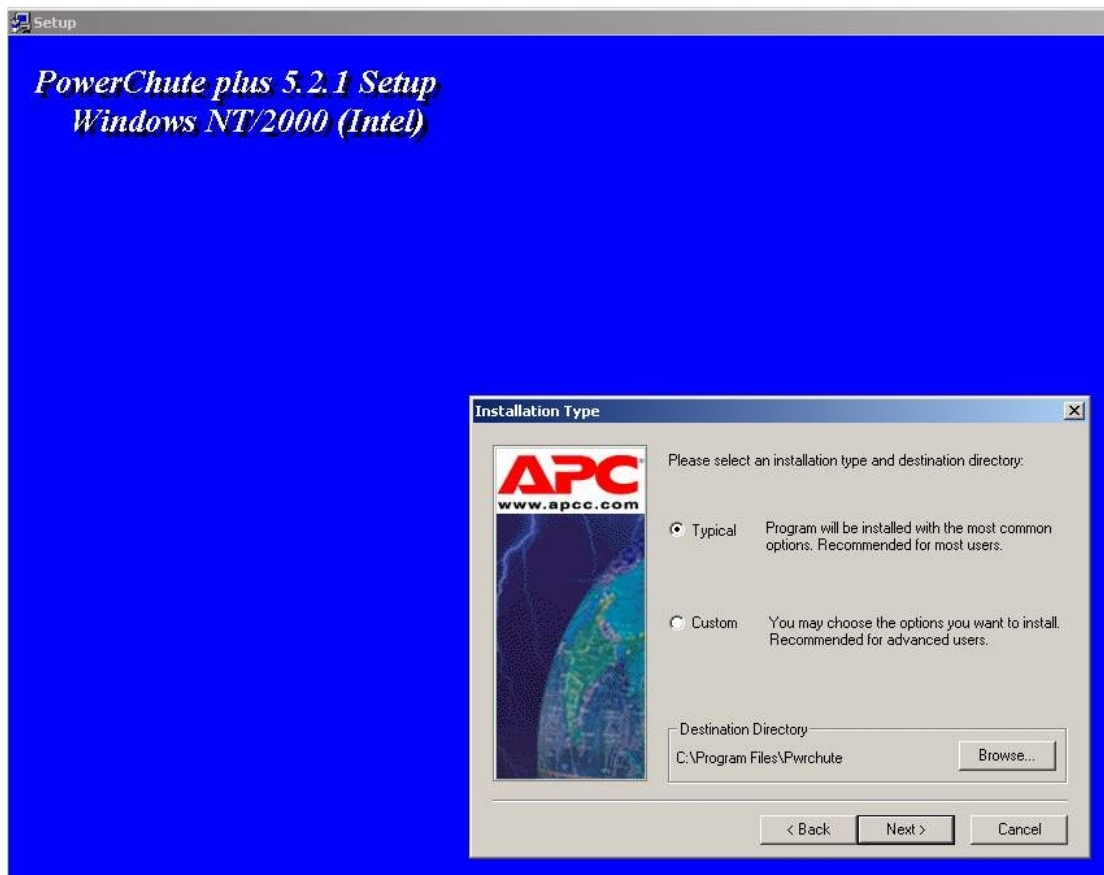 Setup
PowerChute plus 5.2.1 Setup
Windows NT/2000 (Intel)
Installation Type
APC
www.apcc.com
Please select an installation type and destination directory:
Typical
Program will be installed with the most common
options. Recommended for most users.
Custom
You may choose the options you want to install.
Recommended for advanced users.
Destination Directory
C:\Program Files\Pwrchute
Browse...
< Back
Next >
Cancel